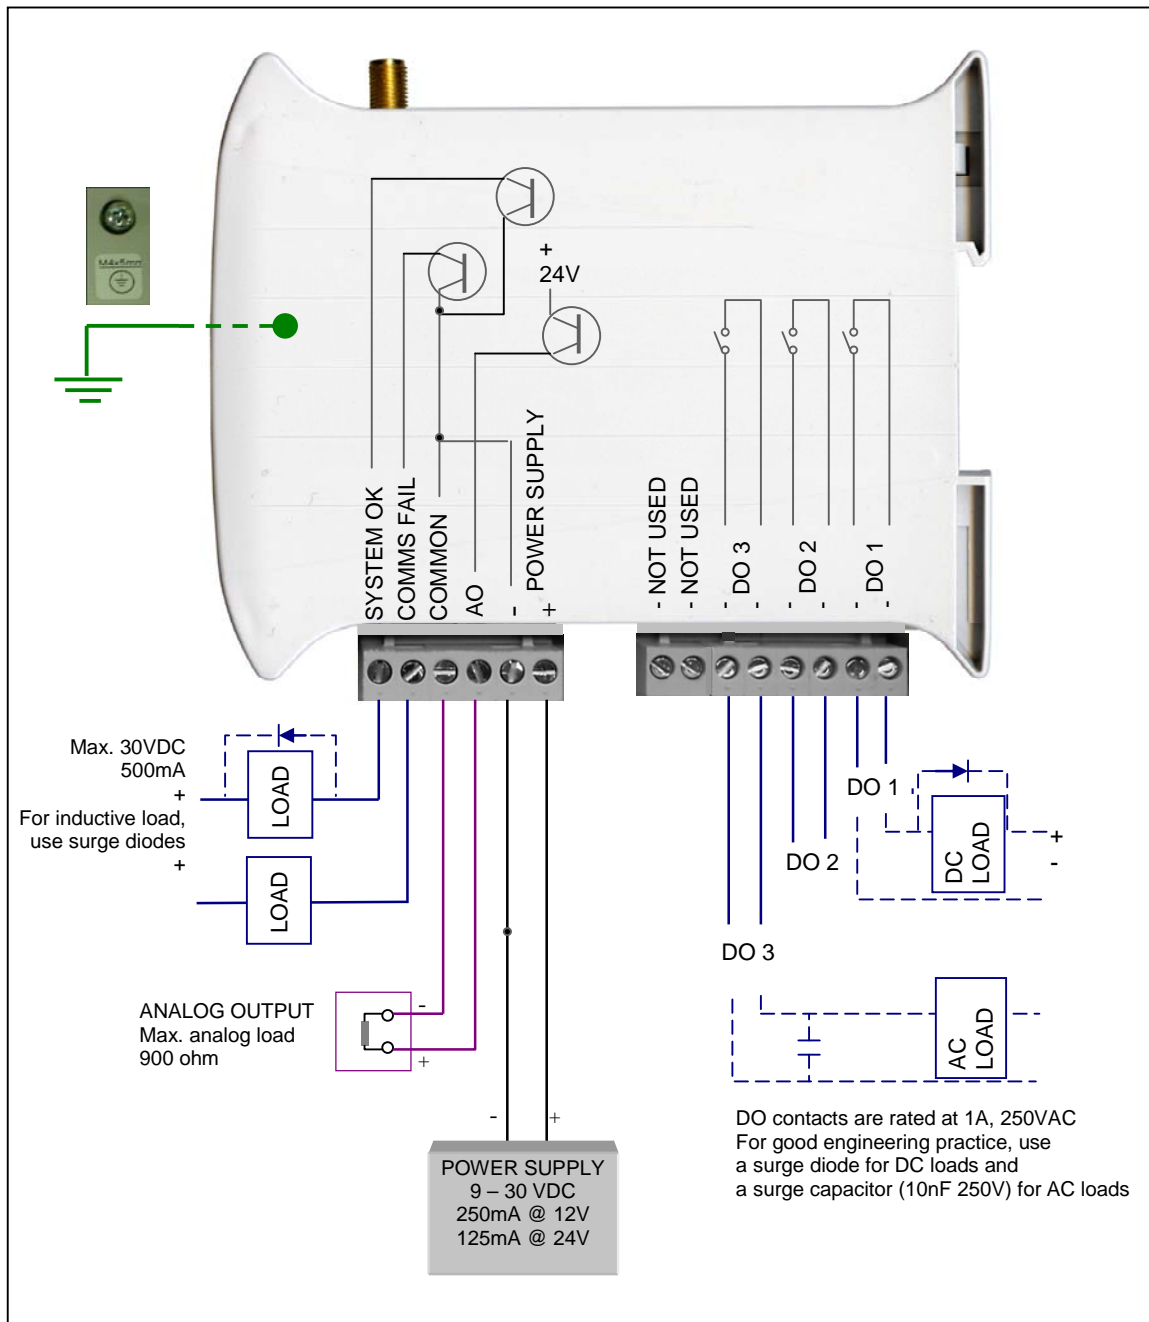 M4x5mm
+
24V
SYSTEM OK
COMMS FAIL
COMMON
AO
-
+
POWER SUPPLY
- NOT USED
- NOT USED
- DO 3 -
- DO 2 -
- DO 1 -
Max. 30VDC
500mA
+
For inductive load,
use surge diodes
+
LOAD
LOAD
ANALOG OUTPUT
Max. analog load
900 ohm
-
+
-
+
POWER SUPPLY
9 – 30 VDC
250mA @ 12V
125mA @ 24V
DO 1
DO 2
DO 3
DC
LOAD
+
-
AC
LOAD
DO contacts are rated at 1A, 250VAC
For good engineering practice, use
a surge diode for DC loads and
a surge capacitor (10nF 250V) for AC loads